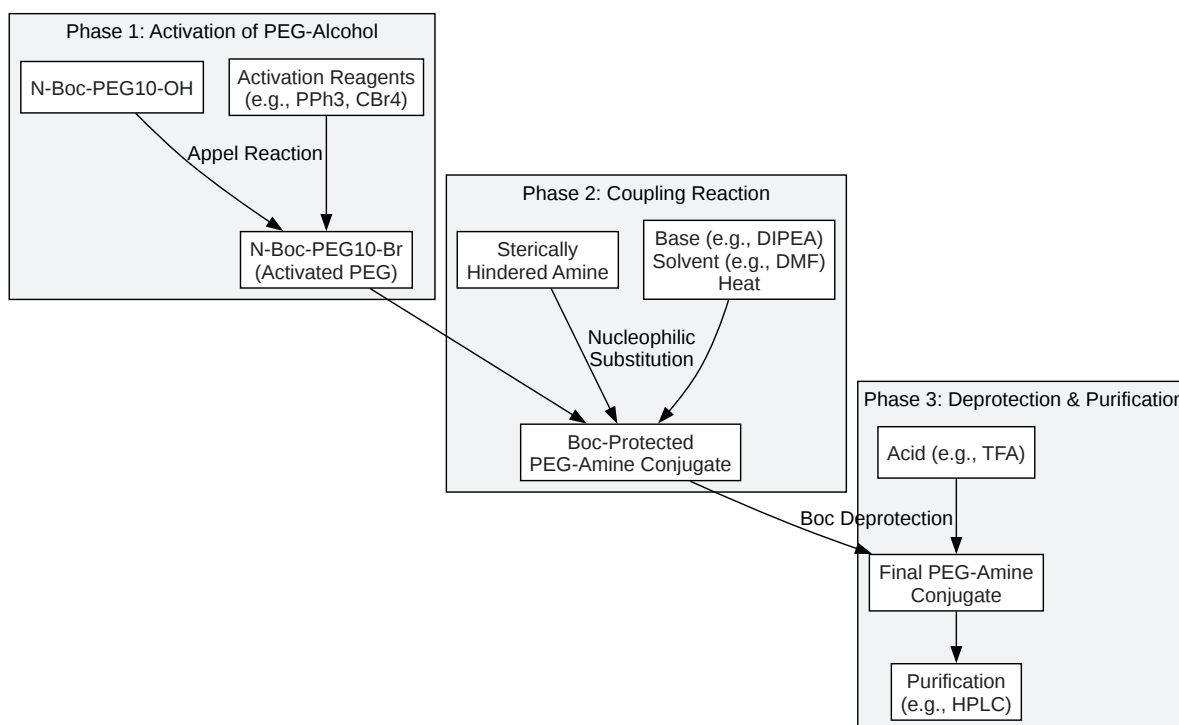 Phase 1: Activation of PEG-Alcohol
N-Boc-PEG10-OH
Activation Reagents
(e.g., PPh3, CBr4)
Appel Reaction
N-Boc-PEG10-Br
(Activated PEG)
Phase 2: Coupling Reaction
Sterically
Hindered Amine
Base (e.g., DIPEA)
Solvent (e.g., DMF)
Heat
Nucleophilic
Substitution
Boc-Protected
PEG-Amine Conjugate
Phase 3: Deprotection & Purification
Acid (e.g., TFA)
Boc Deprotection
Final PEG-Amine
Conjugate
Purification
(e.g., HPLC)